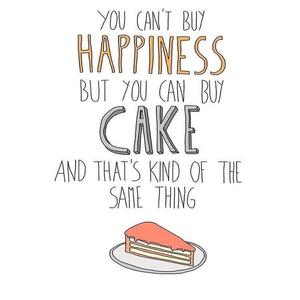 YOU CAN'T BUY
HAPPINESS
BUT YOU CAN BUY
CAKE
AND THAT'S KIND OF THE
SAME THING